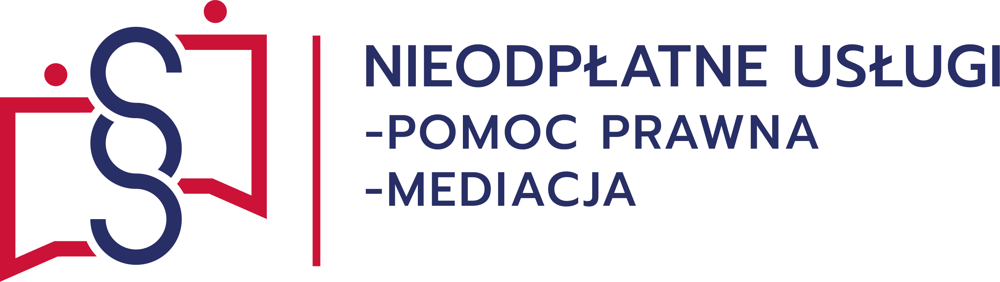 NIEODPŁATNE USŁUGI
-POMOC PRAWNA
-MEDIACJA